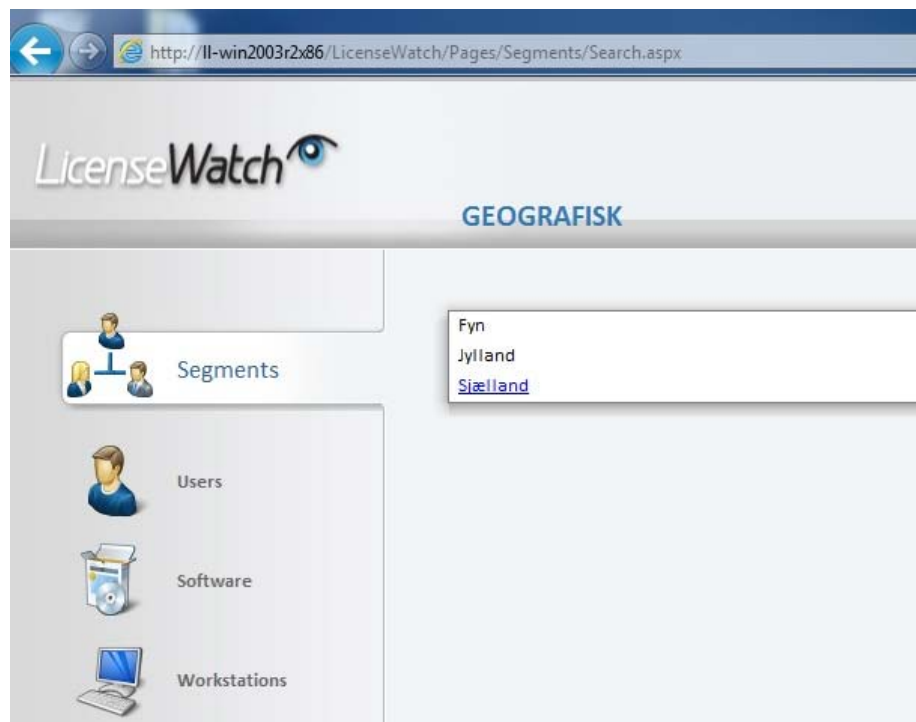 http://ll-win2003r2x86/LicenseWatch/Pages/Segments/Search.aspx
LicenseWatch
GEOGRAFISK
Segments
Users
Software
Workstations
Fyn
Jylland
Sjælland